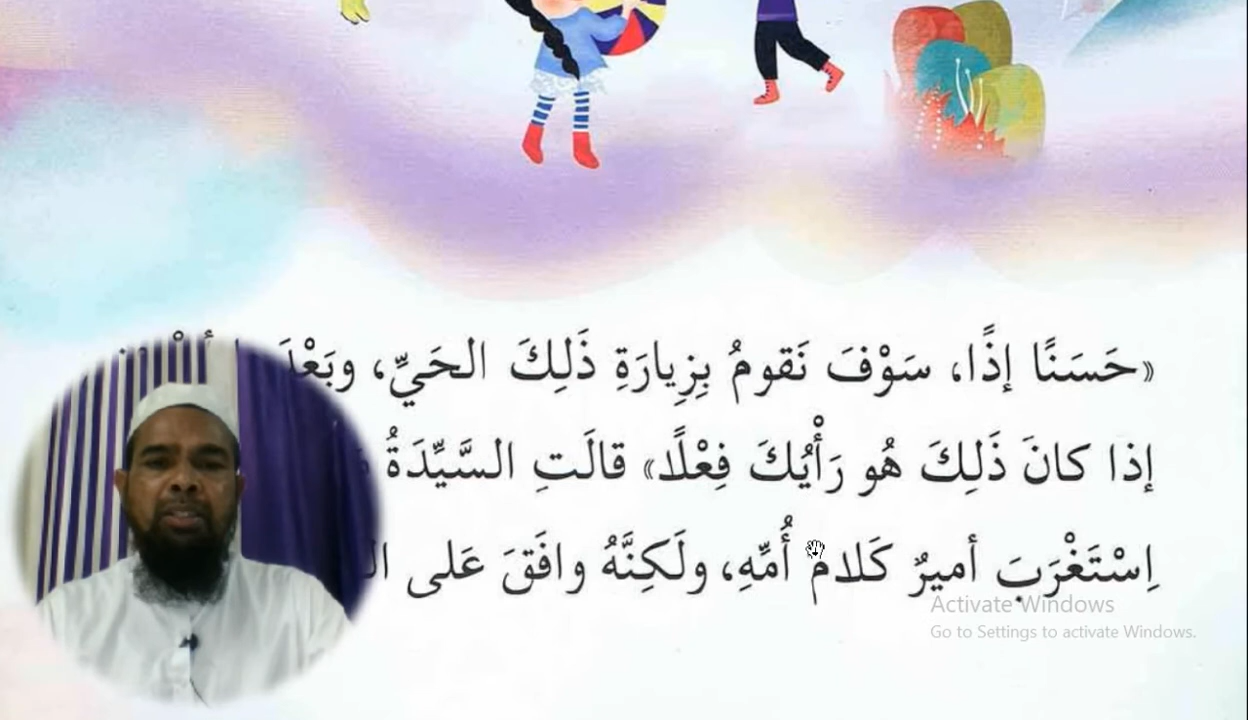 «حَسَنًا إذًا، سَوْفَ نَقومُ بِزِيارَةِ ذَلِكَ الحَيِّ،
إذا كانَ ذَلِكَ هُو رَأْيُكَ فِعْلًا» قالَتِ السَّيِّدَةُ
اِسْتَغْرَبَ أميرٌ كَلامَ أُمِّهِ، ولَكِنَّهُ وافَقَ عَلى
Activate Windows
Go to Settings to activate Windows.